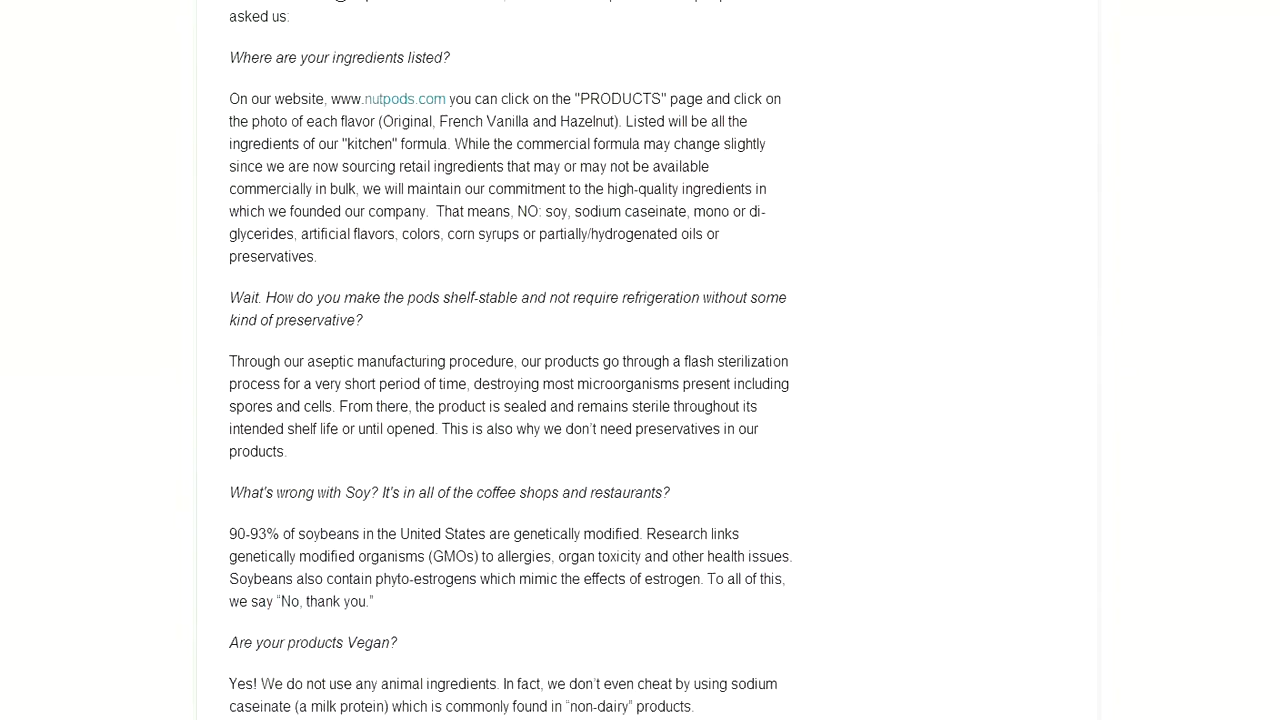 asked us:
Where are your ingredients listed?
On our website, www.nutpods.com you can click on the "PRODUCTS" page and click on
the photo of each flavor (Original, French Vanilla and Hazelnut). Listed will be all the
ingredients of our "kitchen" formula. While the commercial formula may change slightly
since we are now sourcing retail ingredients that may or may not be available
commercially in bulk, we will maintain our commitment to the high-quality ingredients in
which we founded our company.  That means, NO: soy, sodium caseinate, mono or di-
glycerides, artificial flavors, colors, corn syrups or partially/hydrogenated oils or
preservatives.
Wait. How do you make the pods shelf-stable and not require refrigeration without some
kind of preservative?
Through our aseptic manufacturing procedure, our products go through a flash sterilization
process for a very short period of time, destroying most microorganisms present including
spores and cells. From there, the product is sealed and remains sterile throughout its
intended shelf life or until opened. This is also why we don’t need preservatives in our
products.
What's wrong with Soy? It's in all of the coffee shops and restaurants?
90-93% of soybeans in the United States are genetically modified. Research links
genetically modified organisms (GMOs) to allergies, organ toxicity and other health issues.
Soybeans also contain phyto-estrogens which mimic the effects of estrogen. To all of this,
we say “No, thank you.”
Are your products Vegan?
Yes! We do not use any animal ingredients. In fact, we don’t even cheat by using sodium
caseinate (a milk protein) which is commonly found in “non-dairy” products.